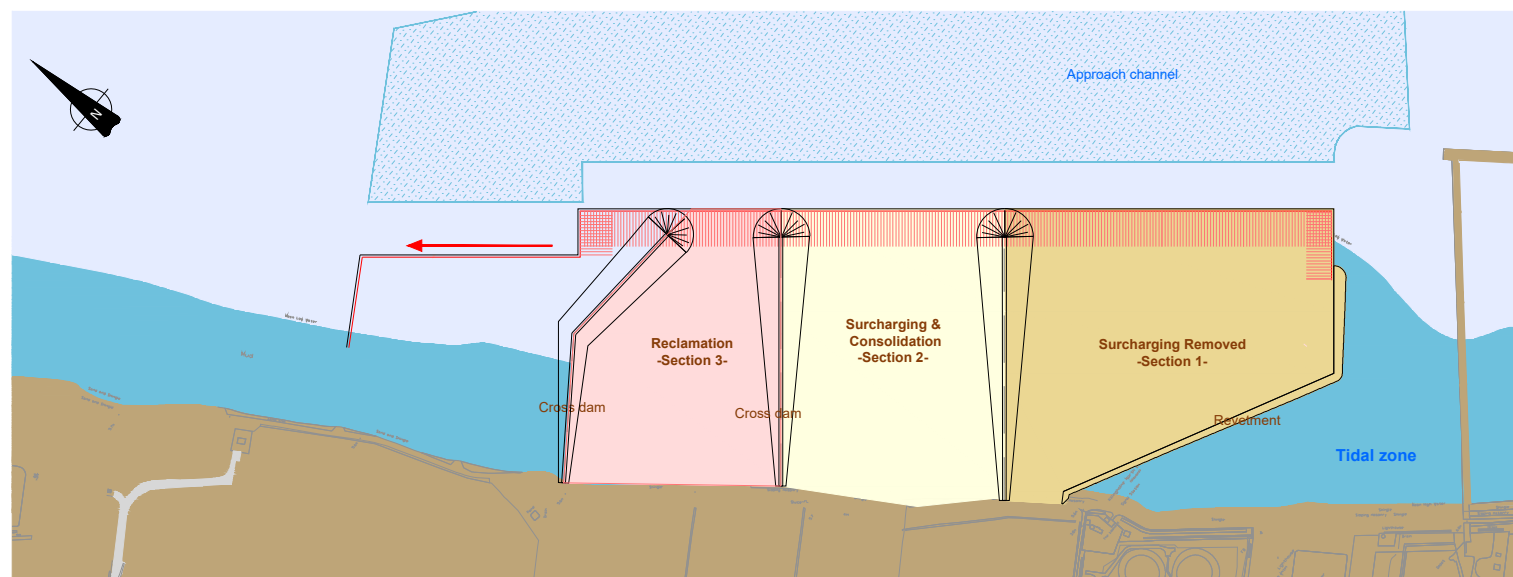 Approach channel
N
Surcharging &
Consolidation
-Section 2-
Reclamation
-Section 3-
Surcharging Removed
-Section 1-
Cross dam
Cross dam
Revetment
Tidal zone